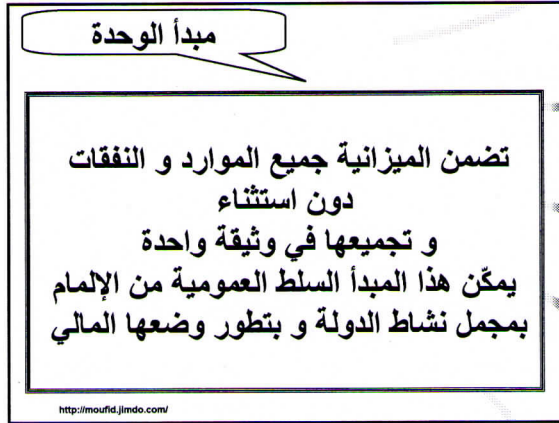 مبدأ الوحدة
تضمن الميزانية جميع الموارد و النفقات
دون استثناء
و تجميعها في وثيقة واحدة
يمكّن هذا المبدأ السلط العمومية من الإلمام
بمجمل نشاط الدولة و بتطور وضعها المالي
http://moufid.jimdo.com/